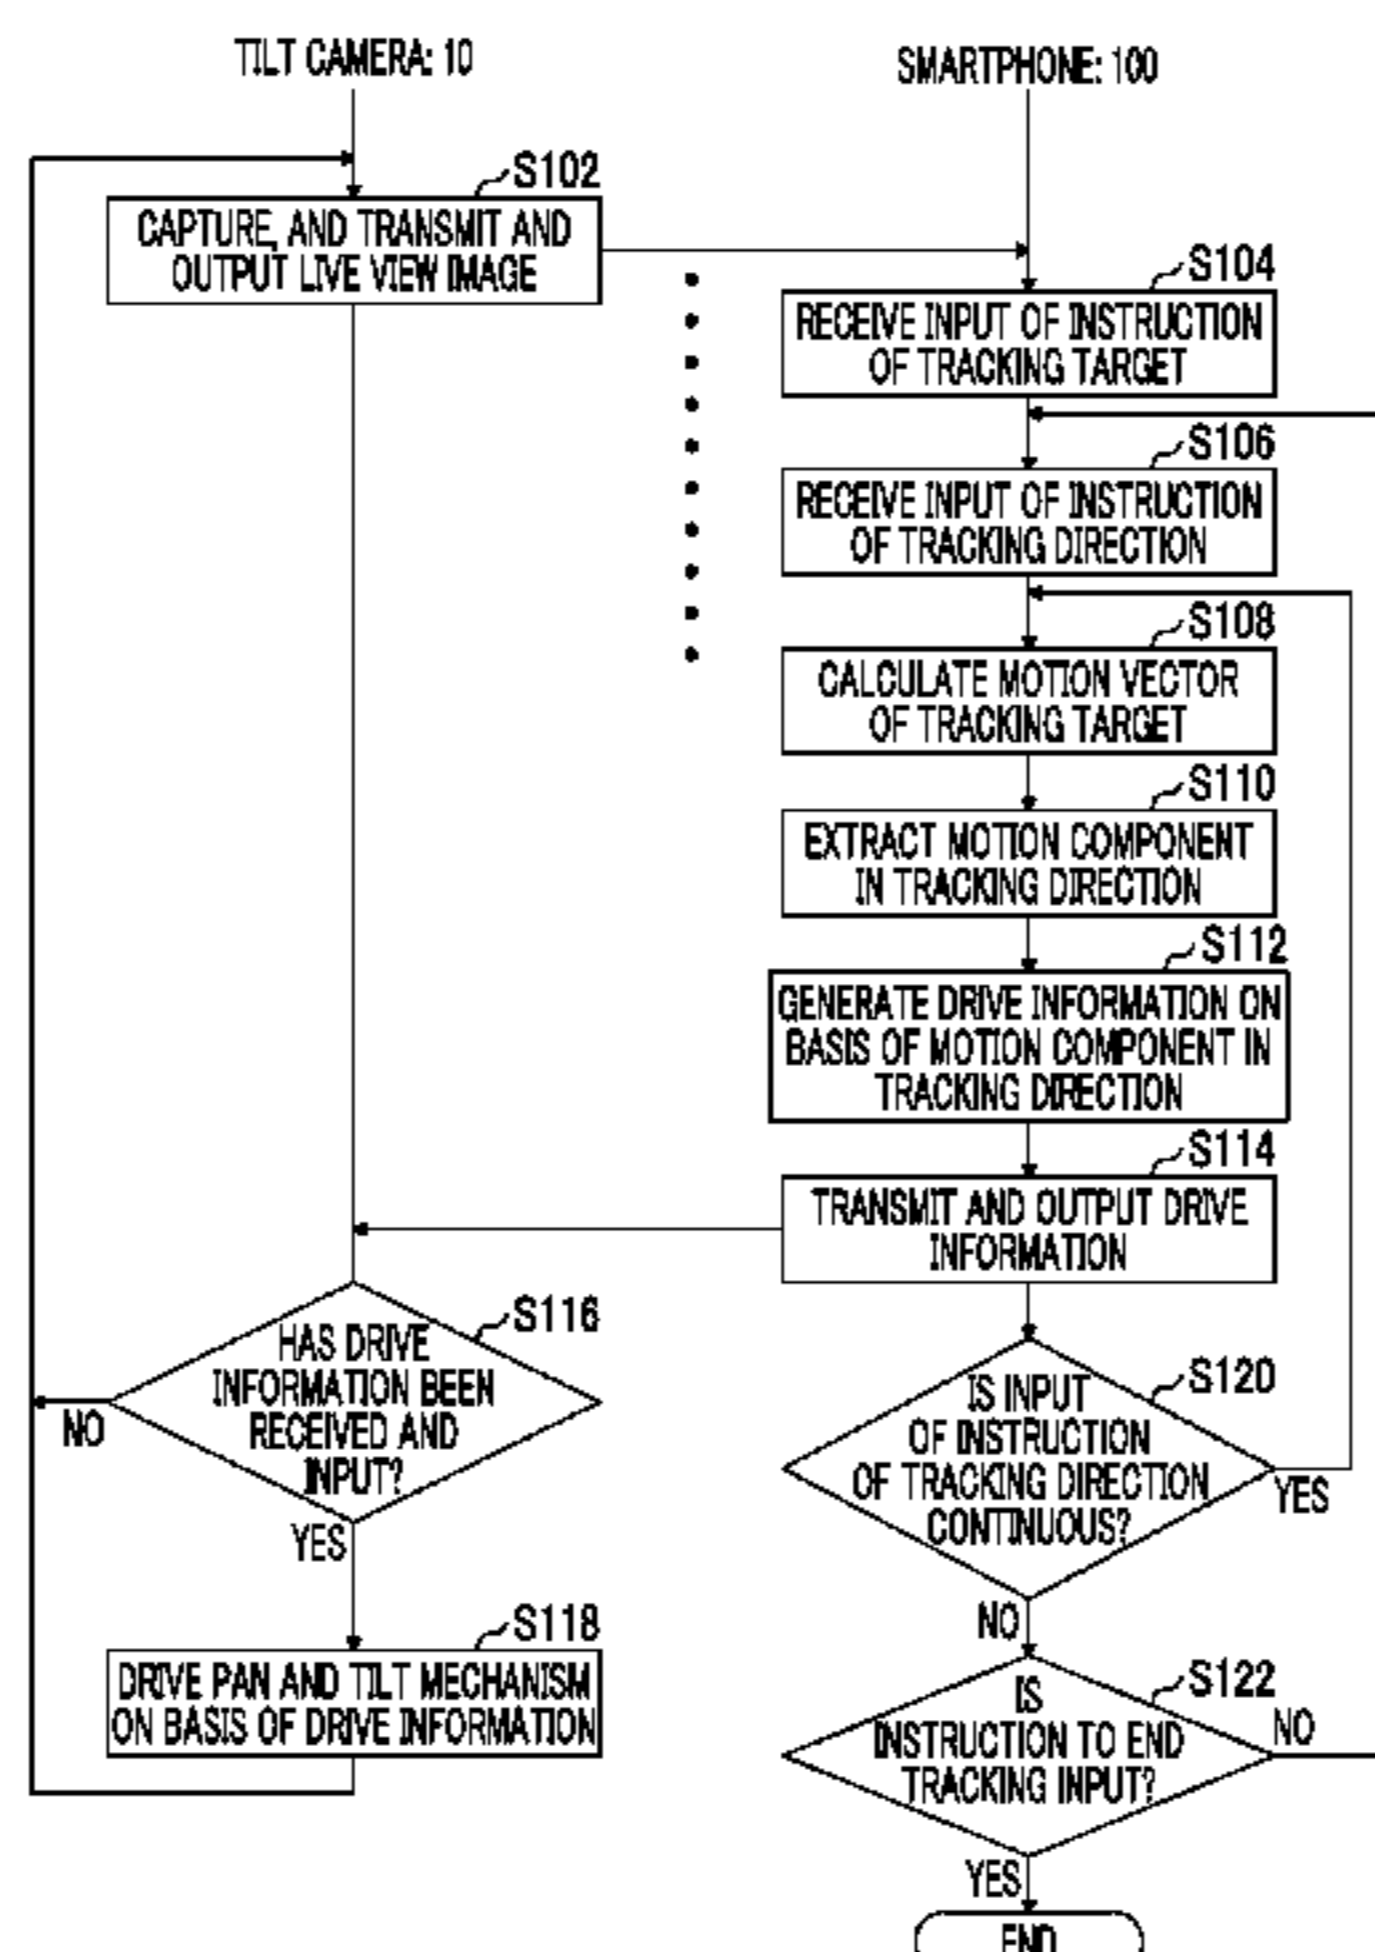 TILT CAMERA: 10
SMARTPHONE: 100
S102
CAPTURE, AND TRANSMIT AND
OUTPUT LIVE VIEW IMAGE
S104
RECEIVE INPUT OF INSTRUCTION
OF TRACKING TARGET
S106
RECEIVE INPUT OF INSTRUCTION
OF TRACKING DIRECTION
S108
CALCULATE MOTION VECTOR
OF TRACKING TARGET
S110
EXTRACT MOTION COMPONENT
IN TRACKING DIRECTION
S112
GENERATE DRIVE INFORMATION ON
BASIS OF MOTION COMPONENT IN
TRACKING DIRECTION
S114
TRANSMIT AND OUTPUT DRIVE
INFORMATION
S116
HAS DRIVE
INFORMATION BEEN
RECEIVED AND
INPUT?
NO
YES
S118
DRIVE PAN AND TILT MECHANISM
ON BASIS OF DRIVE INFORMATION
S120
IS INPUT
OF INSTRUCTION
OF TRACKING DIRECTION
CONTINUOUS?
YES
NO
S122
IS
INSTRUCTION TO END
TRACKING INPUT?
NO
YES
END